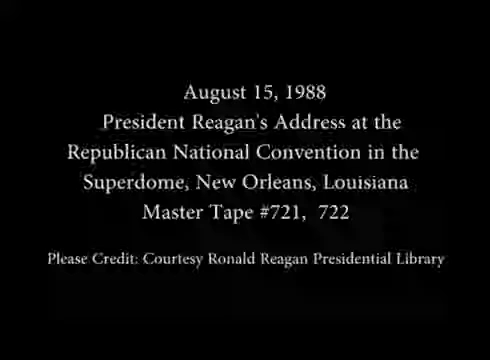 August 15, 1988
President Reagan's Address at the
Republican National Convention in the
Superdome, New Orleans, Louisiana
Master Tape #721, 722
Please Credit: Courtesy Ronald Reagan Presidential Library